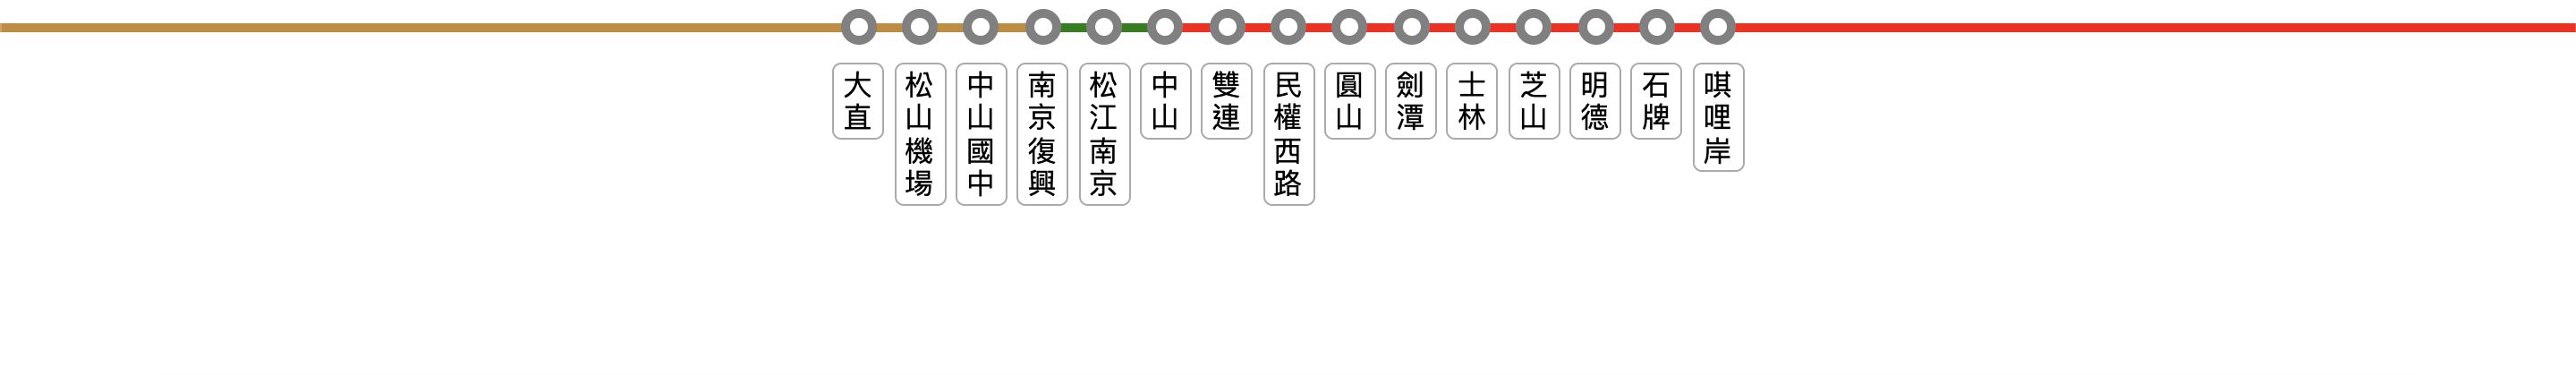 大直
松山機場
中山國中
南京復興
松江南京
中山
雙連
民權西路
圓山
劍潭
士林
芝山
明德
石牌
唭哩岸